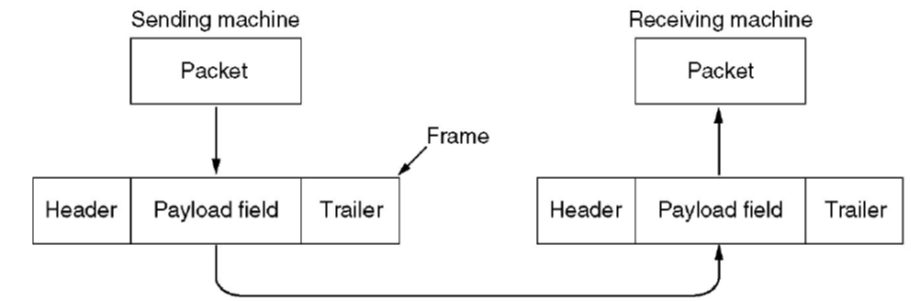 Sending machine
Receiving machine
Packet
Packet
Frame
Header
Payload field
Trailer
Header
Payload field
Trailer